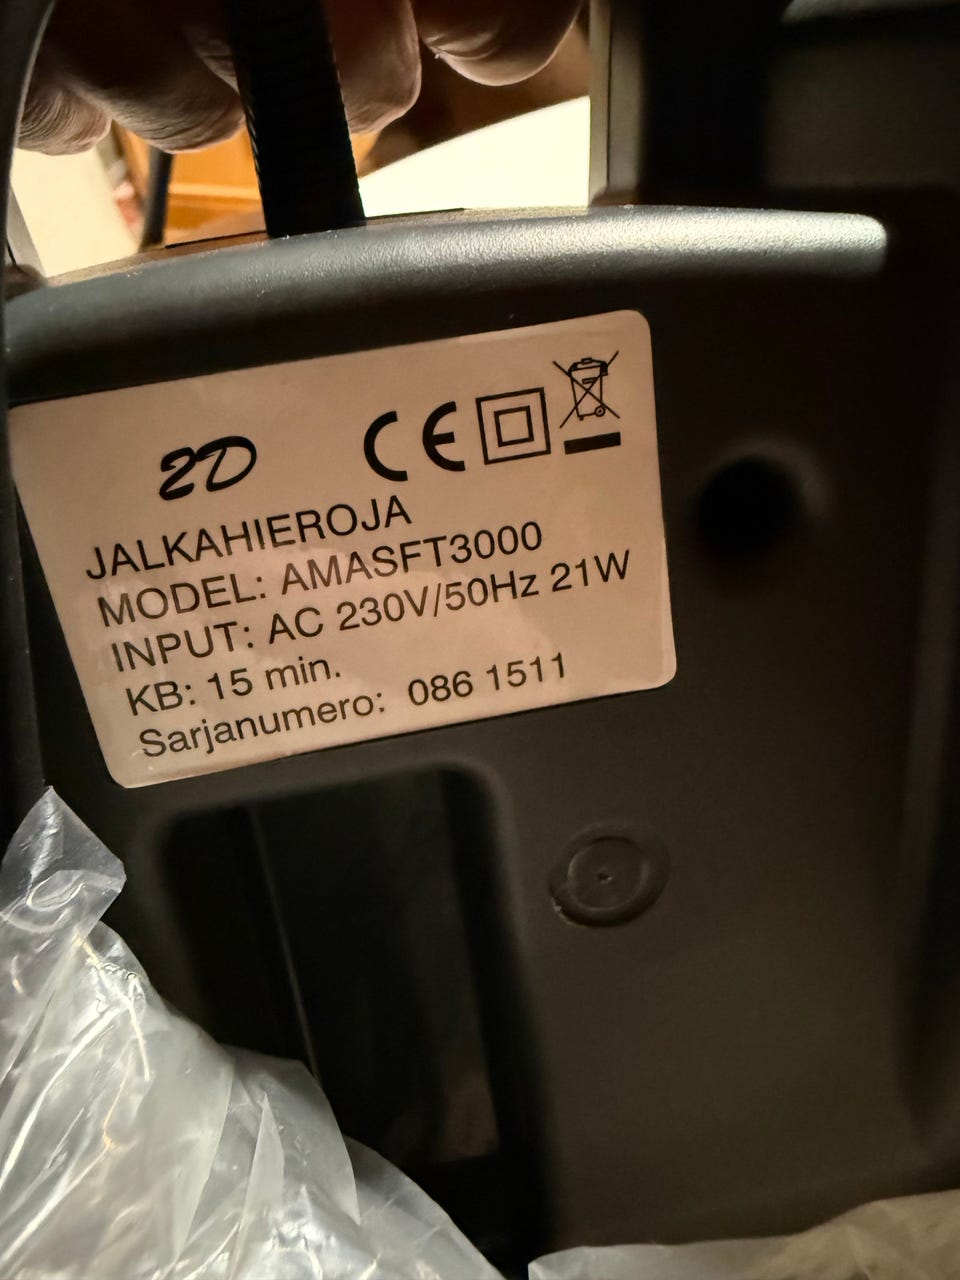 2D CE
JALKAHIEROJA
MODEL: AMASFT3000
INPUT: AC 230V/50Hz 21W
KB: 15 min.
Sarjanumero: 086 1511